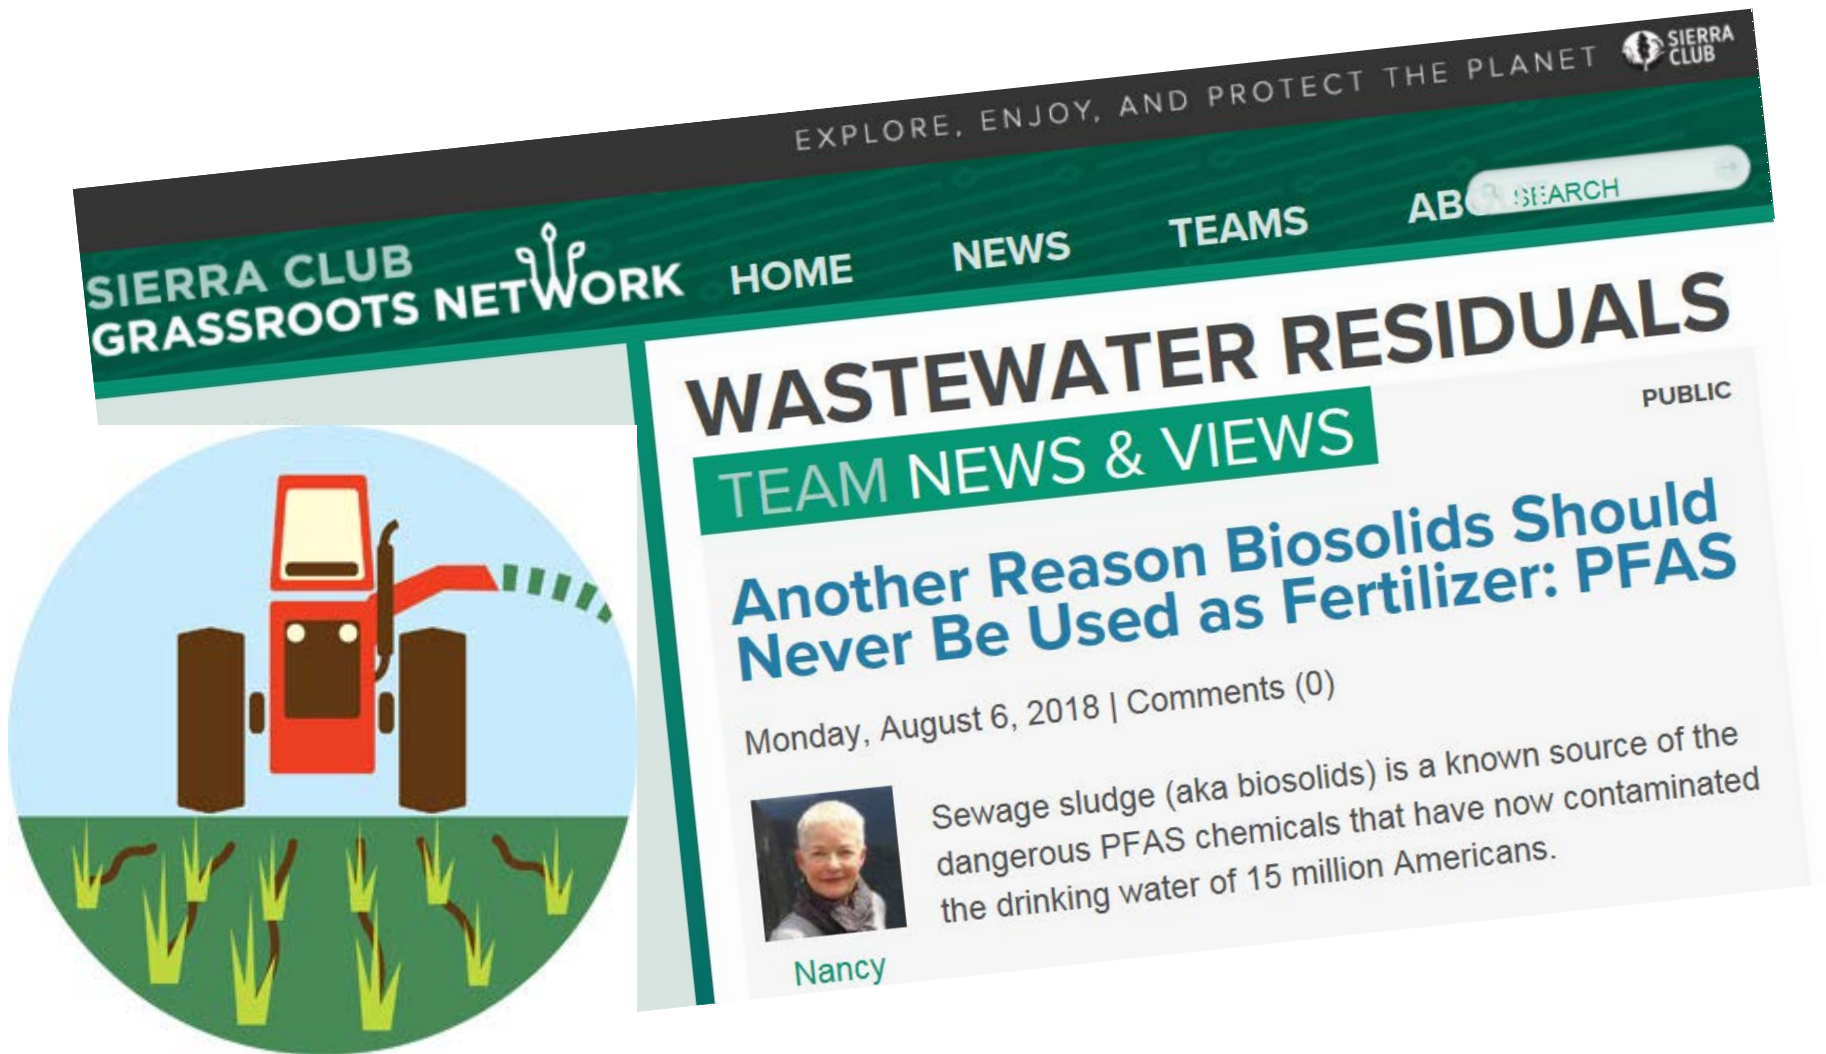 EXPLORE, ENJOY, AND PROTECT THE PLANET
SIERRA
CLUB
SIERRA CLUB
GRASSROOTS NETWORK
HOME
NEWS
TEAMS
SEARCH
WASTEWATER RESIDUALS
PUBLIC
TEAM NEWS & VIEWS
Another Reason Biosolids Should
Never Be Used as Fertilizer: PFAS
Monday, August 6, 2018 | Comments (0)
Sewage sludge (aka biosolids) is a known source of the
dangerous PFAS chemicals that have now contaminated
the drinking water of 15 million Americans.
Nancy